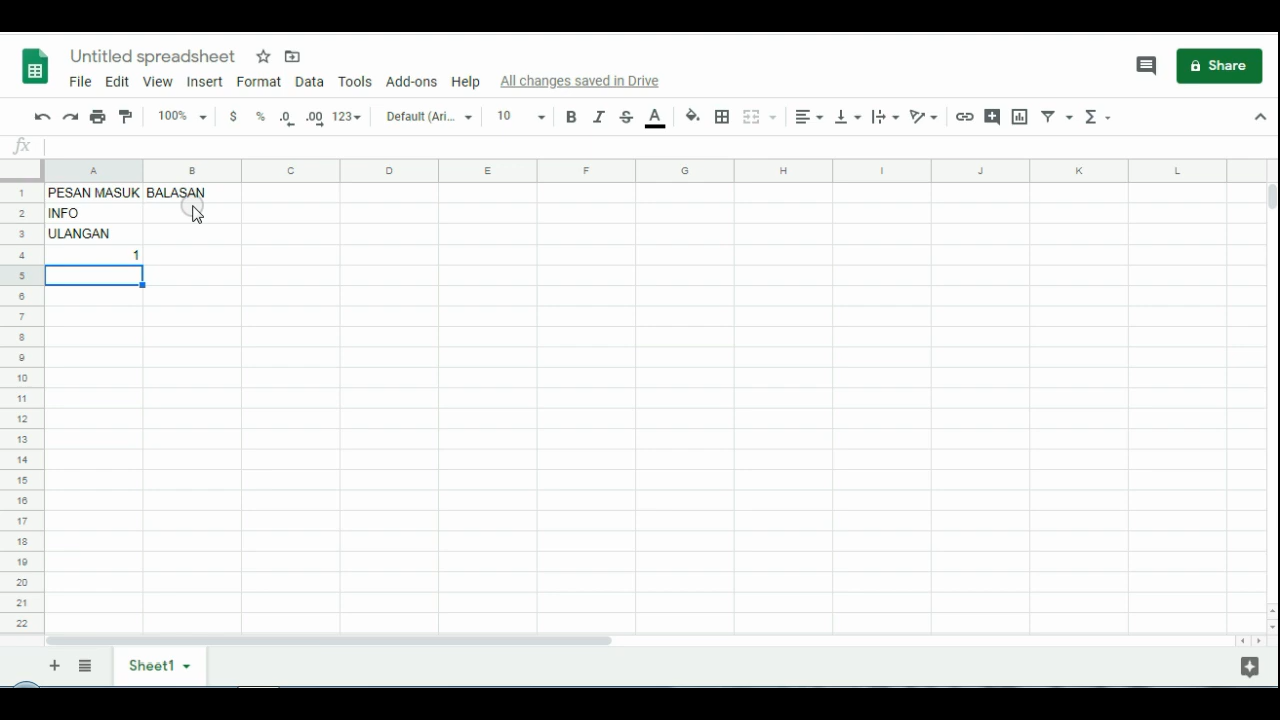 Untitled spreadsheet
File Edit View Insert Format Data Tools Add-ons Help All changes saved in Drive
Share
100% $ % .0 .00 123 Default (Ari... 10 B I S A Σ
fx
A B C D E F G H I J K L
1 PESAN MASUK BALASAN
2 INFO
3 ULANGAN
4 1
5
6
7
8
9
10
11
12
13
14
15
16
17
18
19
20
21
22
+ Sheet1